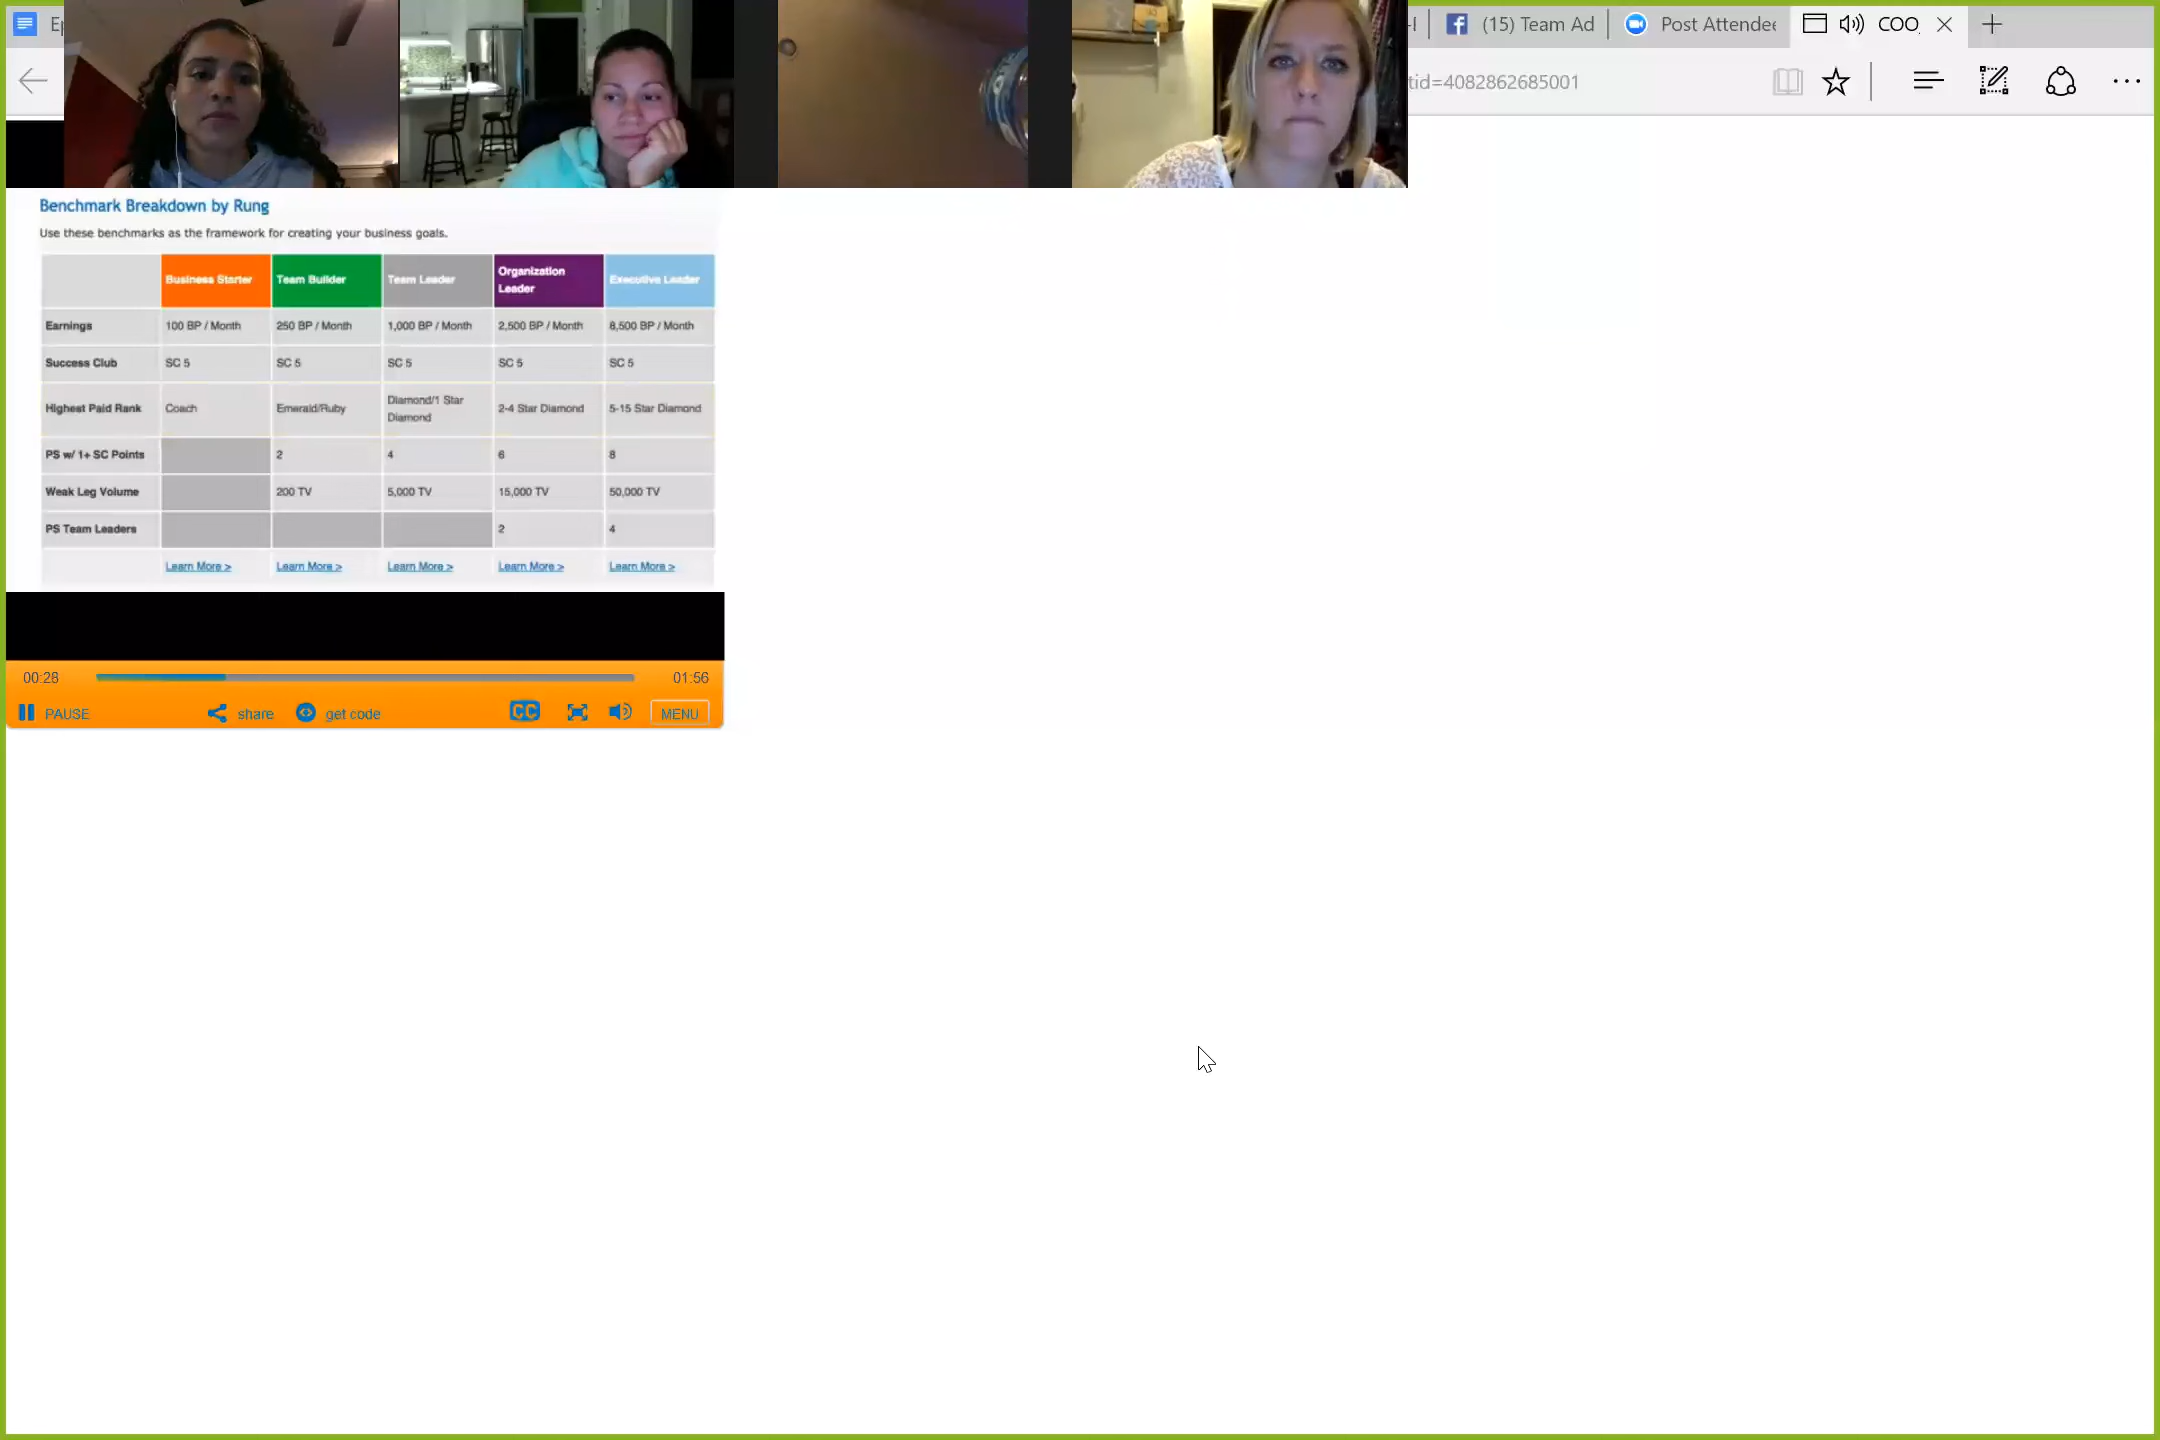 Ep
(15) Team Ad
Post Attendee
COO
tid=4082862685001
Benchmark Breakdown by Rung
Use these benchmarks as the framework for creating your business goals.
Business Starter Team Builder Team Leader Organization Leader Executive Leader
Earnings 100 BP / Month 250 BP / Month 1,000 BP / Month 2,500 BP / Month 8,500 BP / Month
Success Club SC 5 SC 5 SC 5 SC 5 SC 5
Highest Paid Rank Coach Emerald/Ruby Diamond/1 Star Diamond 2-4 Star Diamond 5-15 Star Diamond
PS w/ 1+ SC Points 2 4 6 8
Weak Leg Volume 200 TV 5,000 TV 15,000 TV 50,000 TV
PS Team Leaders 2 4
Learn More > Learn More > Learn More > Learn More > Learn More >
00:28 01:56
PAUSE share get code CC MENU